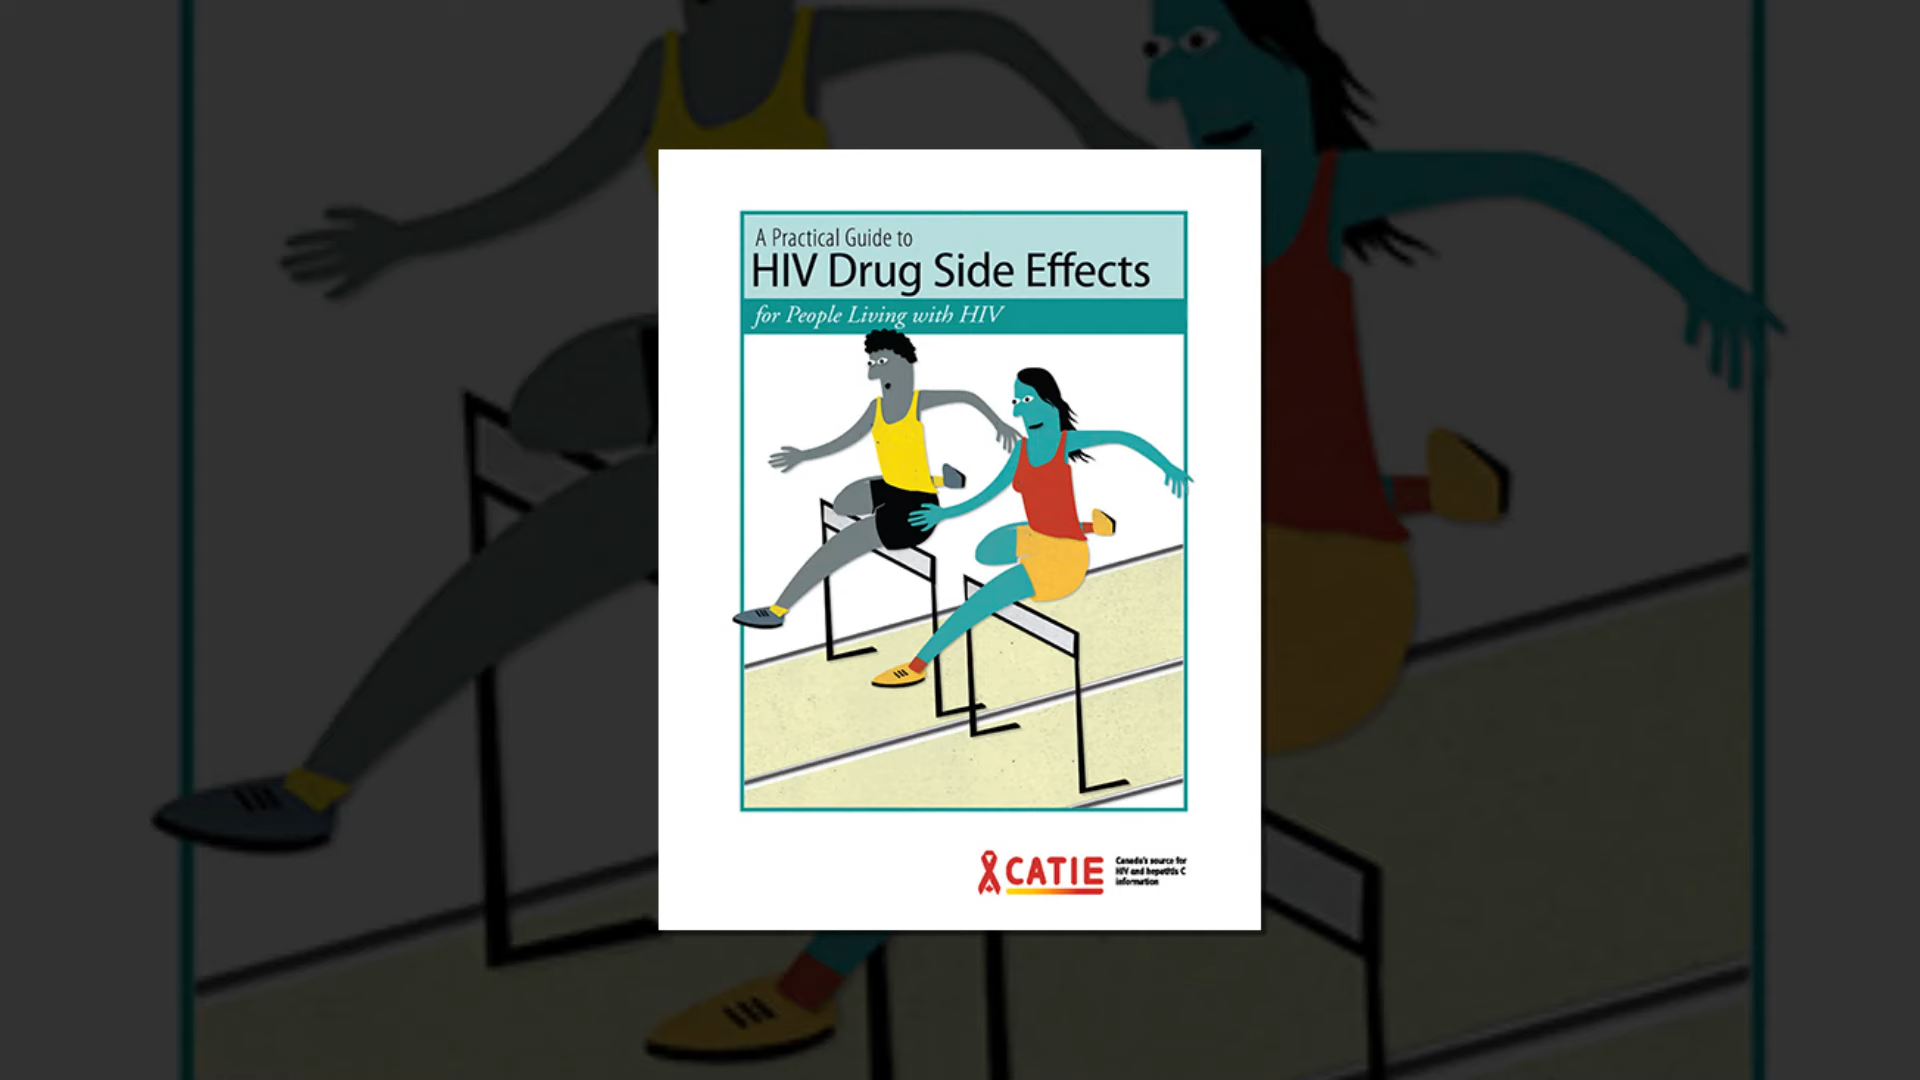 A Practical Guide to
HIV Drug Side Effects
for People Living with HIV
CATIE
Canada's source for
HIV and hepatitis C
information